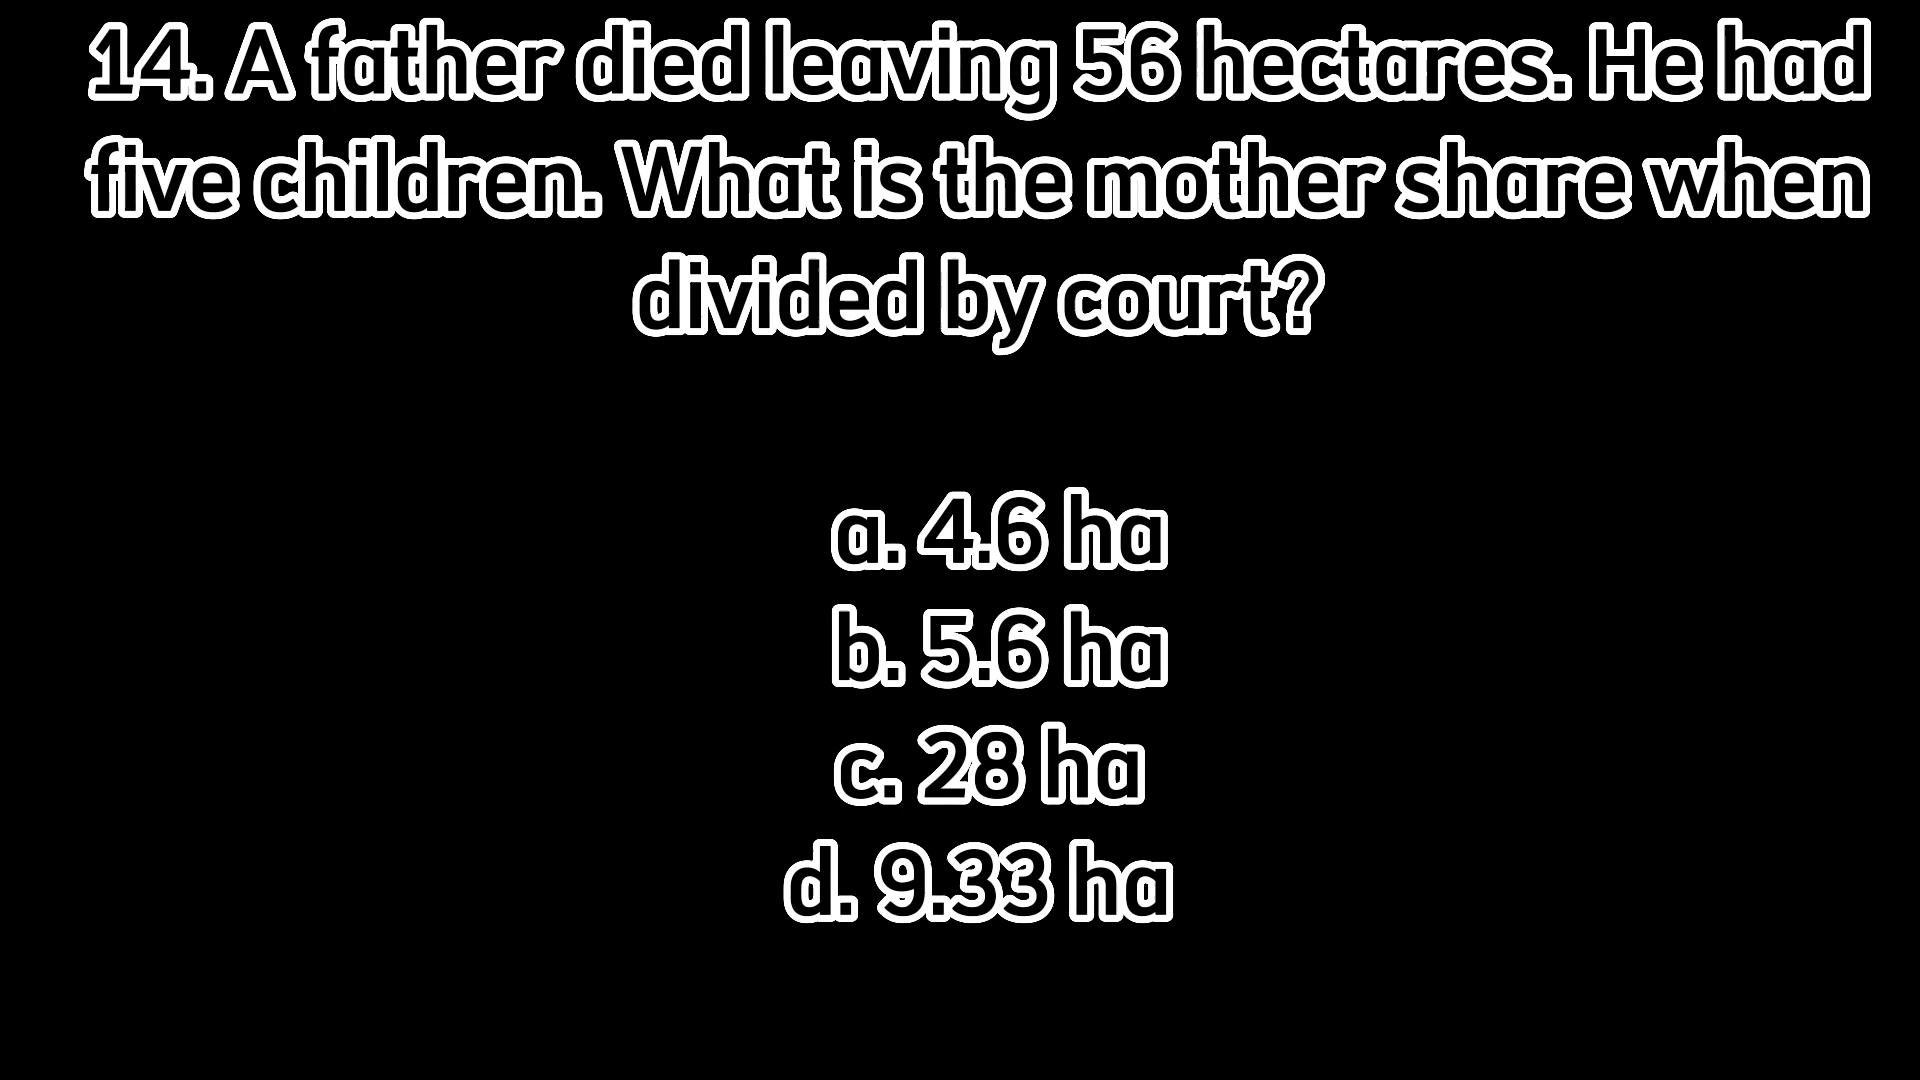 14. A father died leaving 56 hectares. He had
five children. What is the mother share when
divided by court?
a. 4.6 ha
b. 5.6 ha
c. 28 ha
d. 9.33 ha